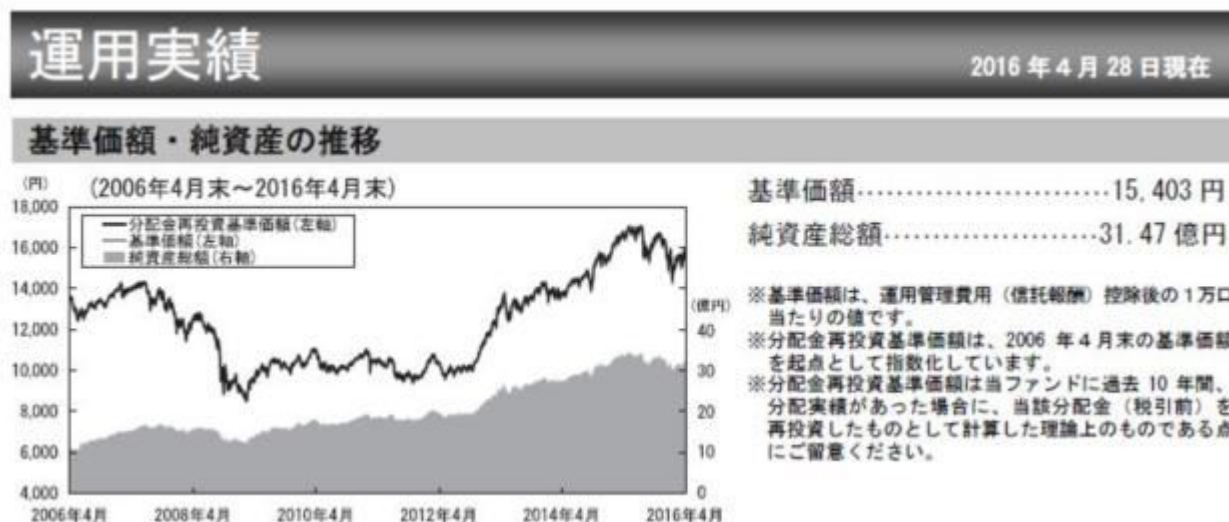 運用実績
2016年4月28日現在
基準価額・純資産の推移
(円)
(2006年4月末～2016年4月末)
18,000
16,000
14,000
12,000
10,000
8,000
6,000
4,000
分配金再投資基準価額(左軸)
基準価額(左軸)
純資産総額(右軸)
(億円)
40
30
20
10
0
2006年4月
2008年4月
2010年4月
2012年4月
2014年4月
2016年4月
基準価額……………………15,403円
純資産総額…………………31.47億円
※基準価額は、運用管理費用（信託報酬）控除後の1万口
当たりの値です。
※分配金再投資基準価額は、2006 年4月末の基準価額
を起点として指数化しています。
※分配金再投資基準価額は当ファンドに過去 10 年間、
分配実績があった場合に、当該分配金（税引前）を
再投資したものとして計算した理論上のものである点
にご留意ください。